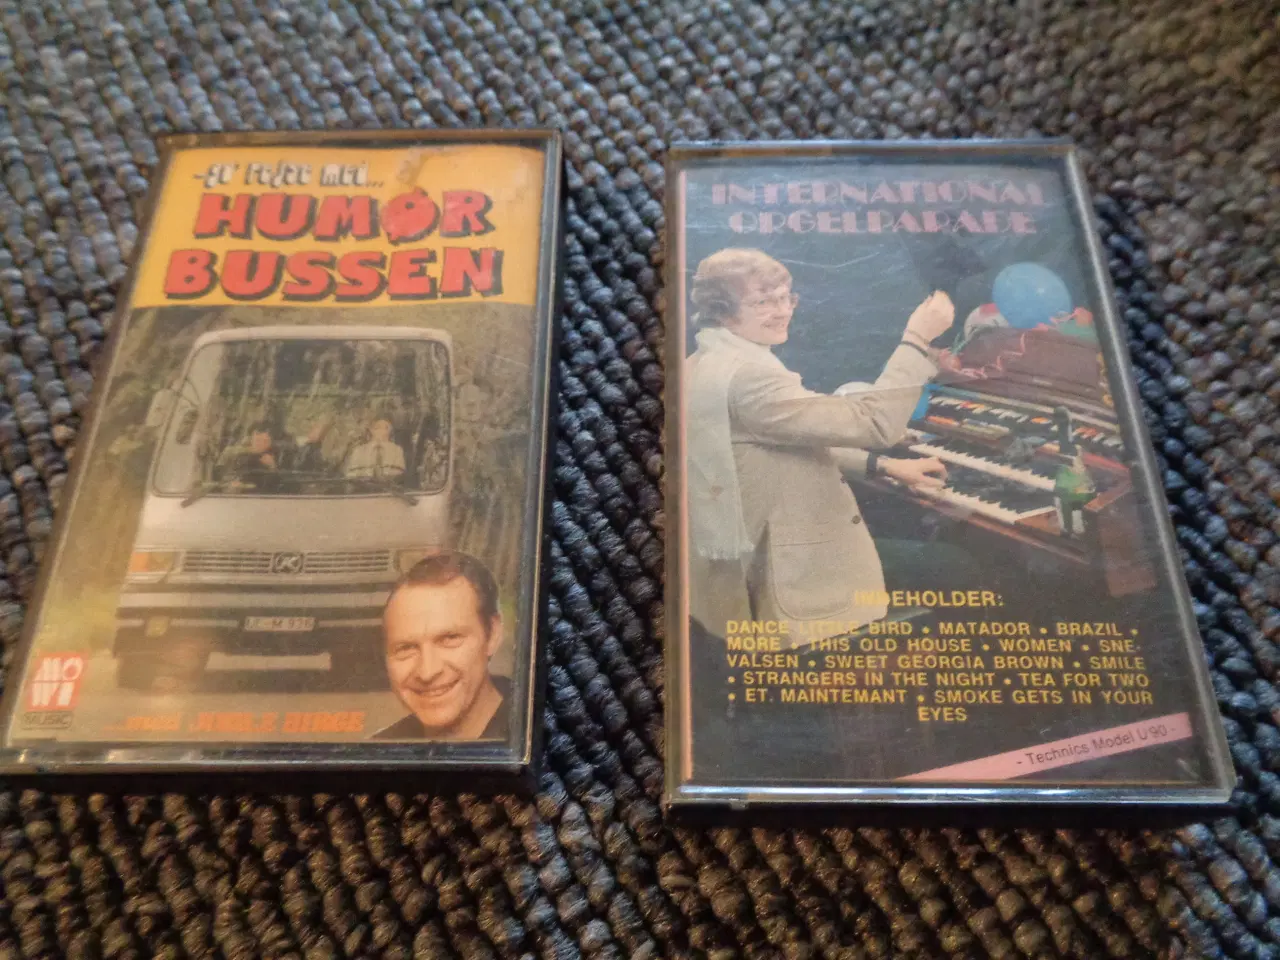 HUMØR
BUSSEN
MUSIC
INTERNATIONAL
ORGELPARADE
INDEHOLDER:
DANCE LITTLE BIRD • MATADOR • BRAZIL •
MORE • THIS OLD HOUSE • WOMEN • SNE-
VALSEN • SWEET GEORGIA BROWN • SMILE
• STRANGERS IN THE NIGHT • TEA FOR TWO
• ET. MAINTEMANT • SMOKE GETS IN YOUR
EYES
- Technics Model U 90 -